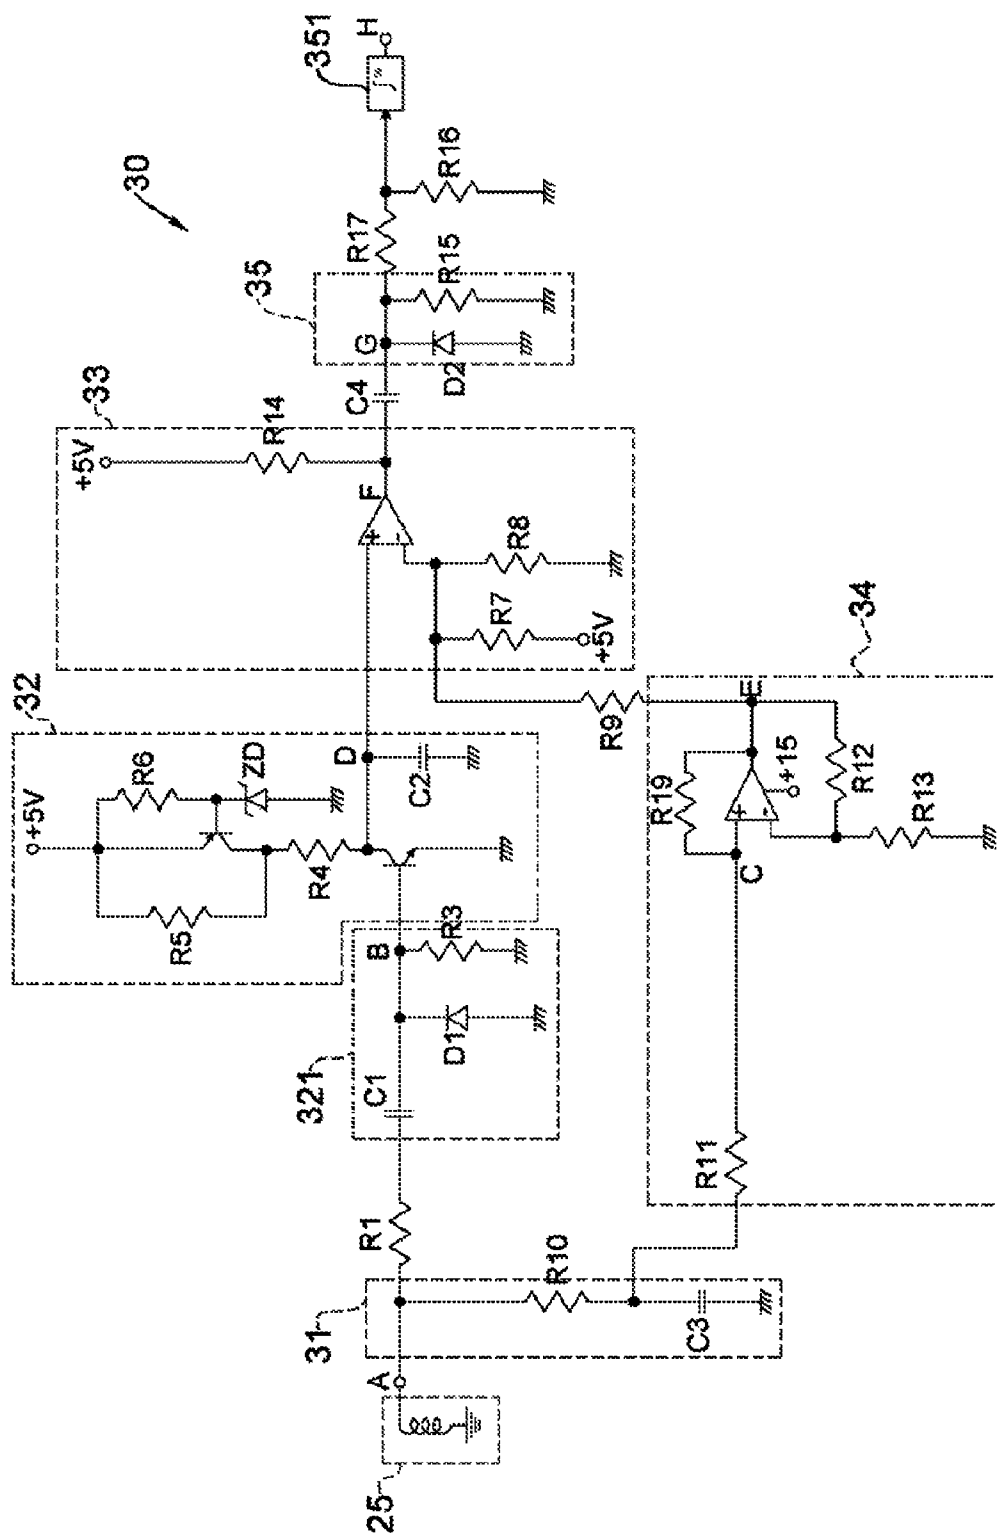 30
25
A
31
R10
C3
R1
321
C1
D1
B
R3
32
+5V
R5
R6
ZD
R4
D
C2
33
+5V
R14
F
+
-
R7
+5V
R8
C4
35
G
D2
R15
R17
R16
351
H
34
R11
C
R19
+
-
+15
E
R12
R13
R9